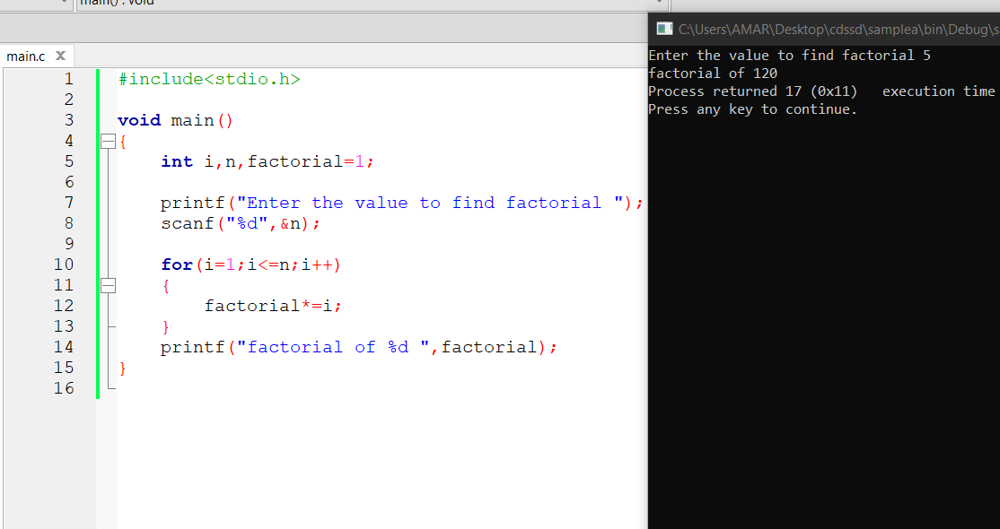 main() : void
main.c X
1 #include<stdio.h>
2
3 void main()
4 {
5 int i,n,factorial=1;
6
7 printf("Enter the value to find factorial ");
8 scanf("%d",&n);
9
10 for(i=1;i<=n;i++)
11 {
12 factorial*=i;
13 }
14 printf("factorial of %d ",factorial);
15 }
16
C:\Users\AMAR\Desktop\cdssd\samplea\bin\Debug\s
Enter the value to find factorial 5
factorial of 120
Process returned 17 (0x11) execution time
Press any key to continue.